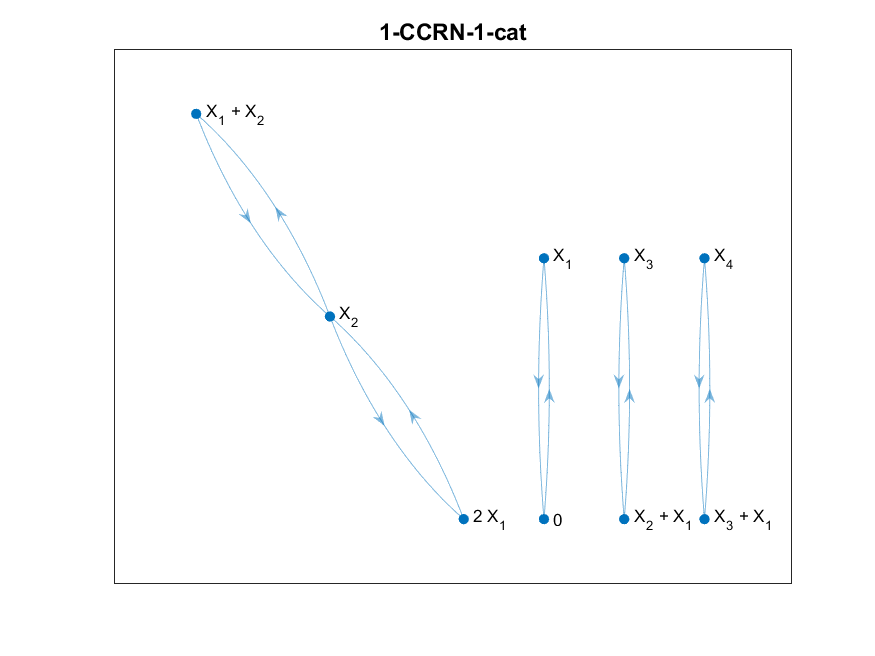 1-CCRN-1-cat
X₁ + X₂
X₁
X₃
X₄
X₂
2 X₁
0
X₂ + X₁
X₃ + X₁